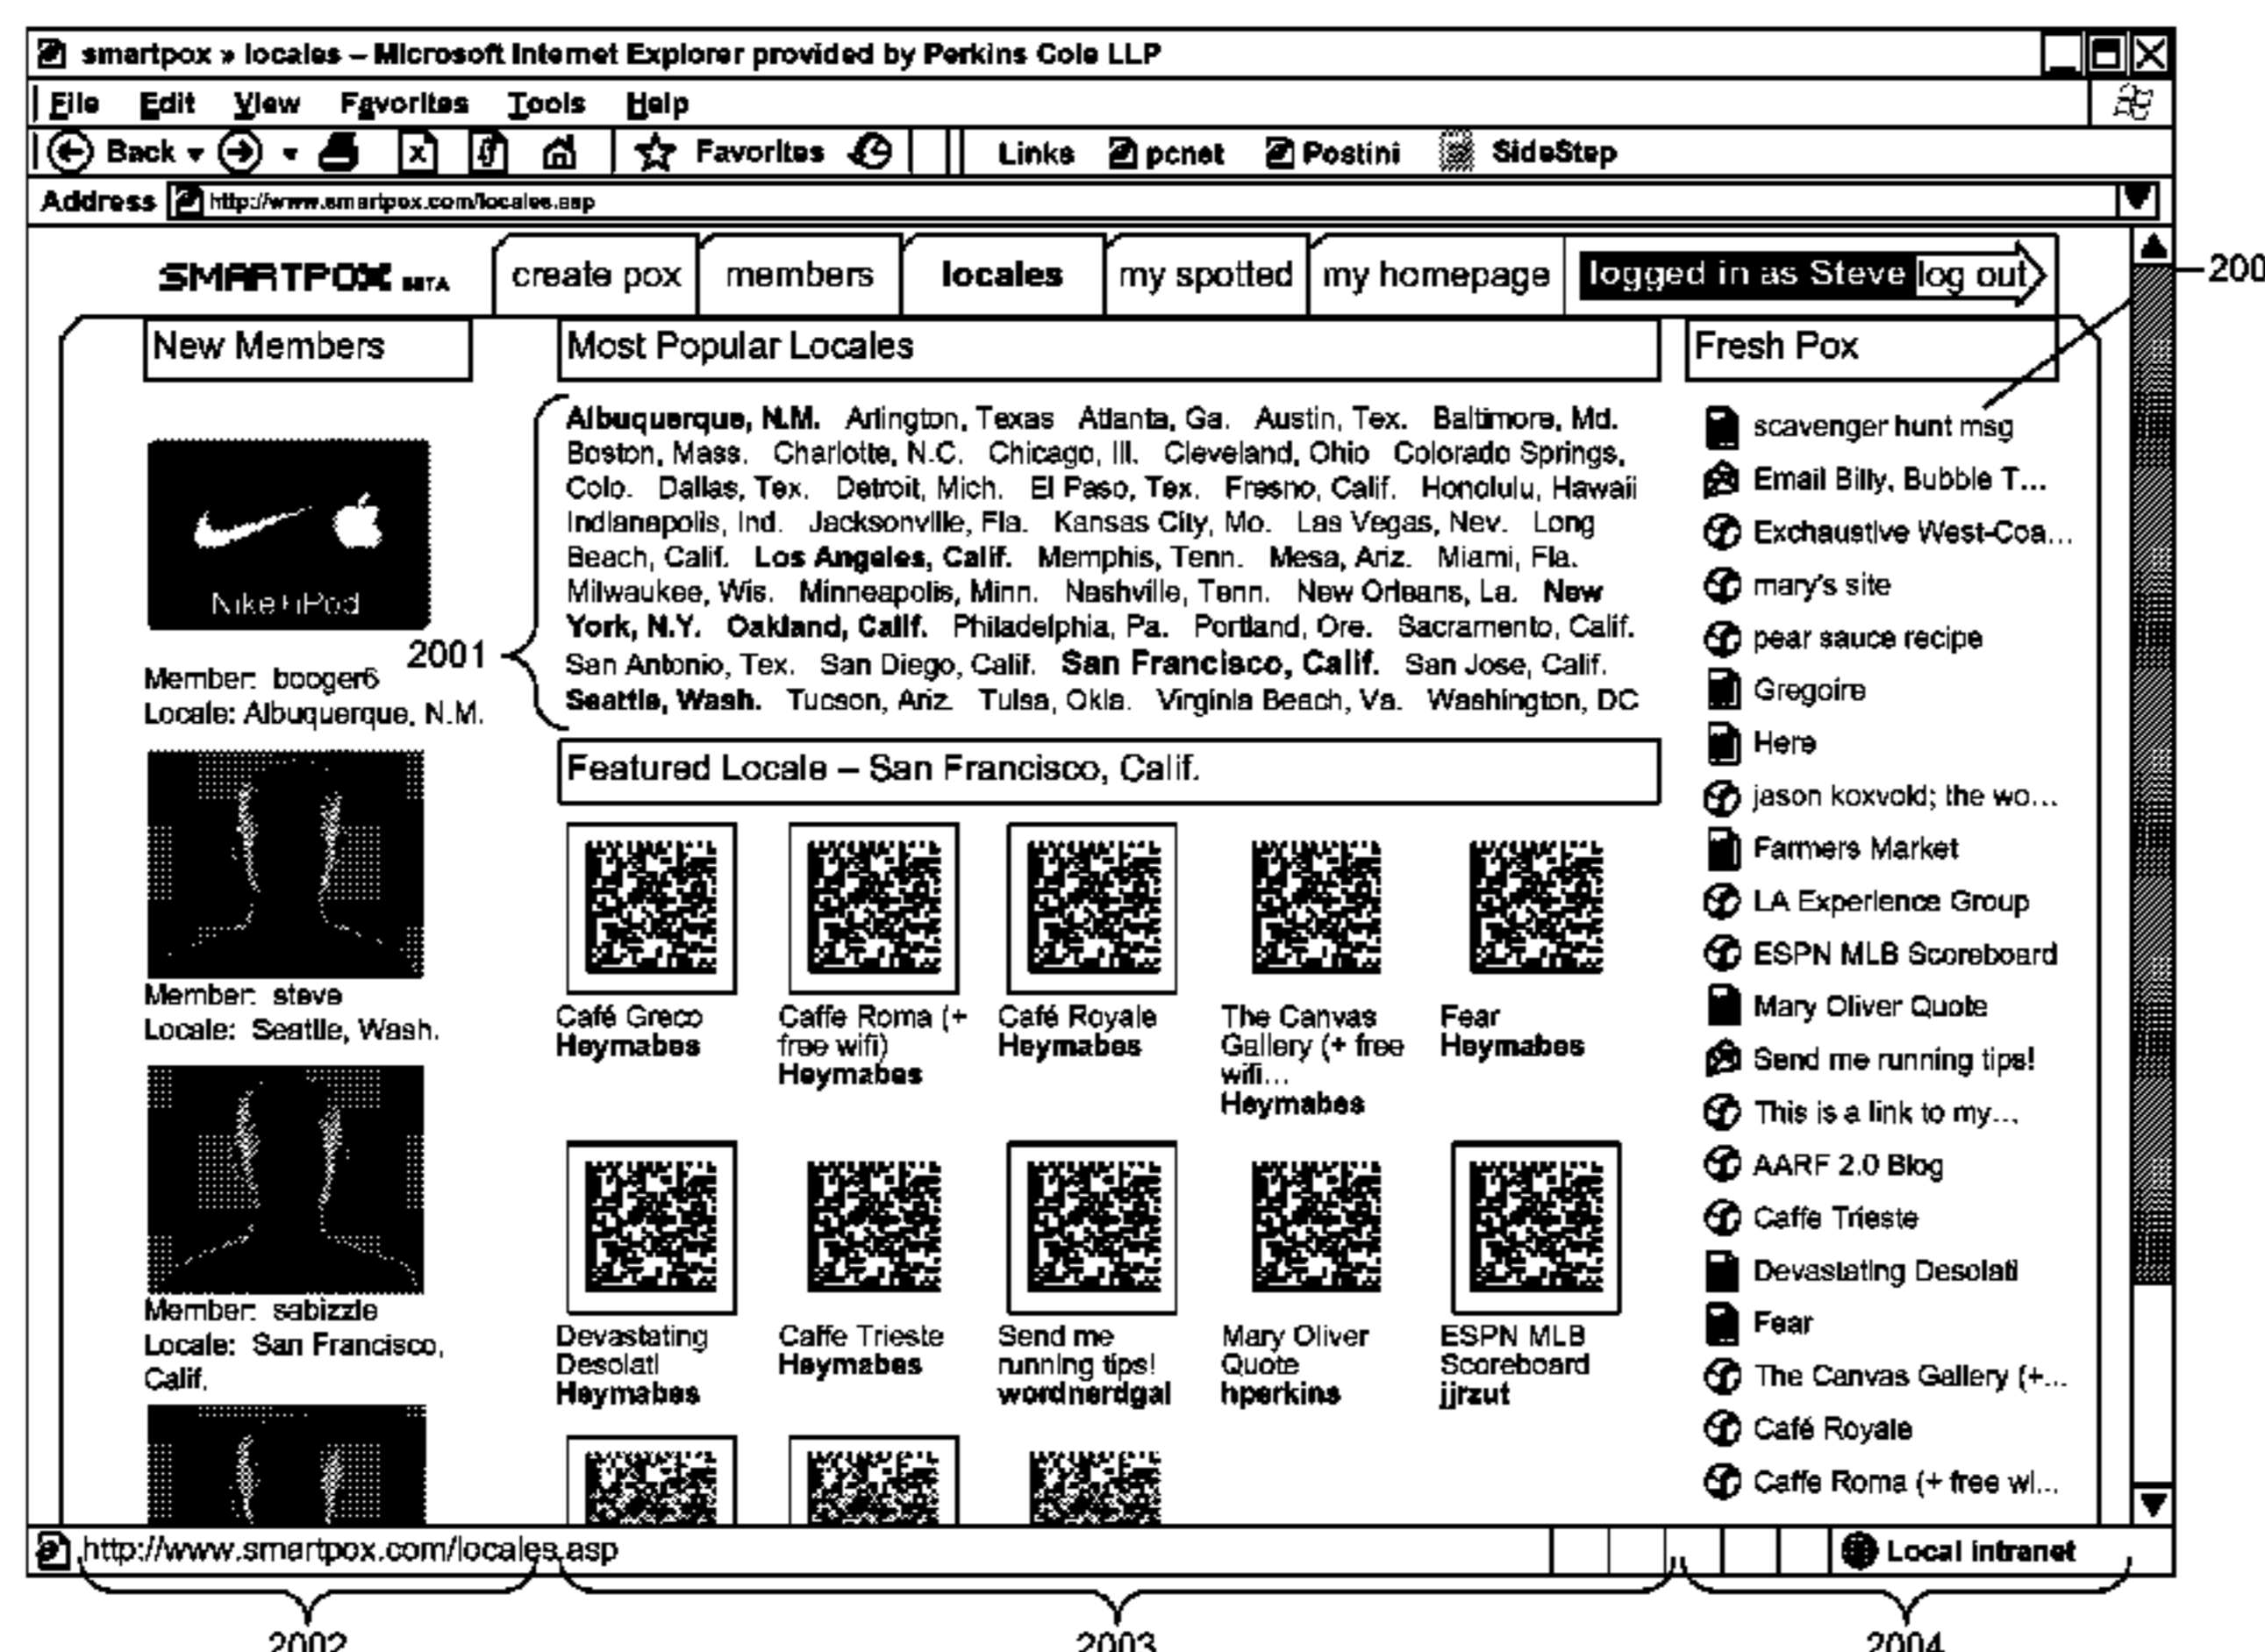 smartpox » locales – Microsoft Internet Explorer provided by Perkins Coie LLP
File Edit View Favorites Tools Help
Back Favorites Links pcnet Postini SideStep
Address http://www.smartpox.com/locales.asp
SMARTPOX BETA create pox members locales my spotted my homepage logged in as Steve log out
200
New Members
Nike+iPod
Member: booger6
Locale: Albuquerque, N.M.
Member: steve
Locale: Seattle, Wash.
Member: sabizzle
Locale: San Francisco,
Calif.
Most Popular Locales
2001
Albuquerque, N.M. Arlington, Texas Atlanta, Ga. Austin, Tex. Baltimore, Md.
Boston, Mass. Charlotte, N.C. Chicago, Ill. Cleveland, Ohio Colorado Springs,
Colo. Dallas, Tex. Detroit, Mich. El Paso, Tex. Fresno, Calif. Honolulu, Hawaii
Indianapolis, Ind. Jacksonville, Fla. Kansas City, Mo. Las Vegas, Nev. Long
Beach, Calif. Los Angeles, Calif. Memphis, Tenn. Mesa, Ariz. Miami, Fla.
Milwaukee, Wis. Minneapolis, Minn. Nashville, Tenn. New Orleans, La. New
York, N.Y. Oakland, Calif. Philadelphia, Pa. Portland, Ore. Sacramento, Calif.
San Antonio, Tex. San Diego, Calif. San Francisco, Calif. San Jose, Calif.
Seattle, Wash. Tucson, Ariz. Tulsa, Okla. Virginia Beach, Va. Washington, DC
Featured Locale – San Francisco, Calif.
Café Greco
Heymabes
Caffe Roma (+
free wifi)
Heymabes
Café Royale
Heymabes
The Canvas
Gallery (+ free
wifi...
Heymabes
Fear
Heymabes
Devastating
Desolati
Heymabes
Caffe Trieste
Heymabes
Send me
running tips!
wordnerdgal
Mary Oliver
Quote
hperkins
ESPN MLB
Scoreboard
jjrzut
Fresh Pox
scavenger hunt msg
Email Billy, Bubble T...
Exchaustive West-Coa...
mary's site
pear sauce recipe
Gregoire
Here
jason koxvold; the wo...
Farmers Market
LA Experience Group
ESPN MLB Scoreboard
Mary Oliver Quote
Send me running tips!
This is a link to my...
AARF 2.0 Blog
Caffe Trieste
Devastating Desolati
Fear
The Canvas Gallery (+...
Café Royale
Caffe Roma (+ free wi...
http://www.smartpox.com/locales.asp Local intranet
2002 2003 2004